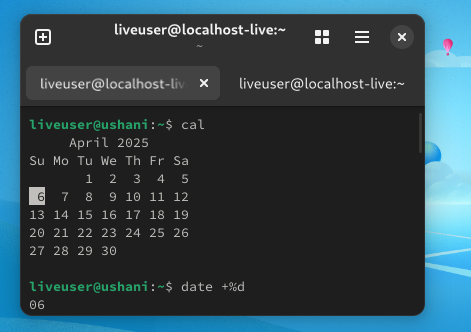 liveuser@localhost-live:~
~
liveuser@localhost-liv
liveuser@localhost-live:~
liveuser@ushani:~$ cal
     April 2025
Su Mo Tu We Th Fr Sa
       1  2  3  4  5
 6  7  8  9 10 11 12
13 14 15 16 17 18 19
20 21 22 23 24 25 26
27 28 29 30
liveuser@ushani:~$ date +%d
06